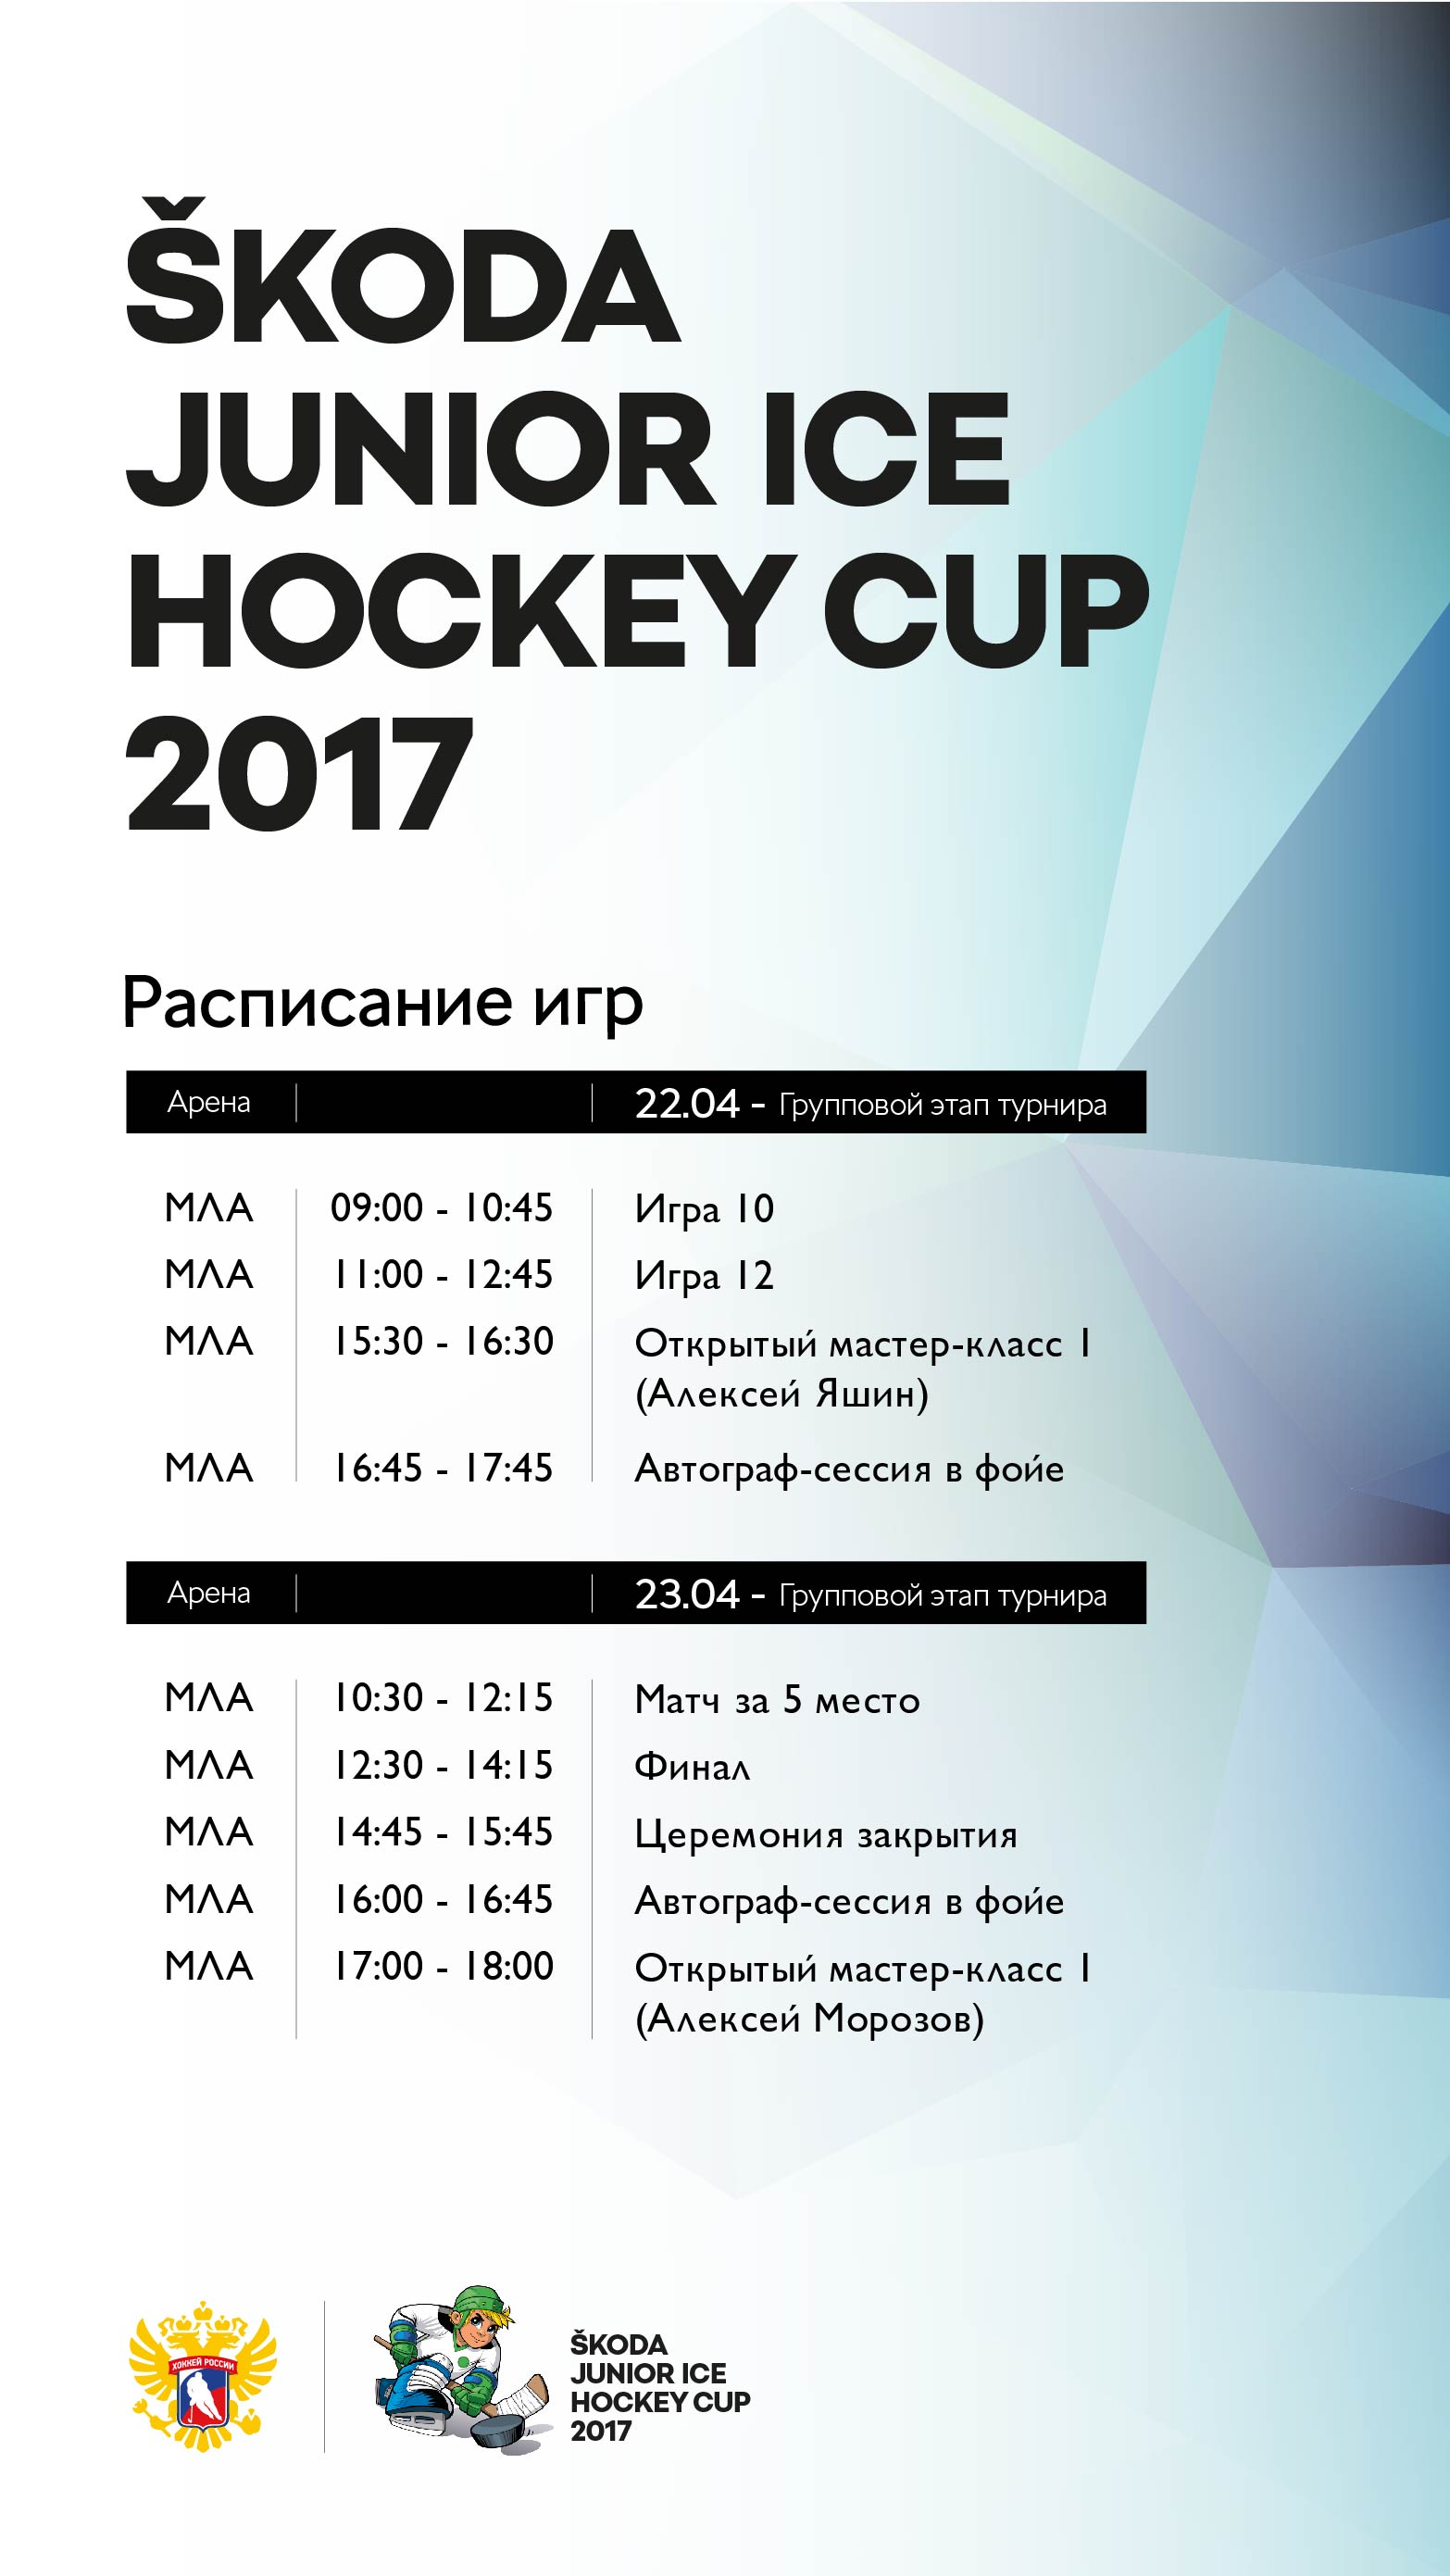 ŠKODA
JUNIOR ICE
HOCKEY CUP
2017
Расписание игр
Арена 22.04 - Групповой этап турнира
МЛА 09:00 - 10:45 Игра 10
МЛА 11:00 - 12:45 Игра 12
МЛА 15:30 - 16:30 Открытый мастер-класс 1
(Алексей Яшин)
МЛА 16:45 - 17:45 Автограф-сессия в фойе
Арена 23.04 - Групповой этап турнира
МЛА 10:30 - 12:15 Матч за 5 место
МЛА 12:30 - 14:15 Финал
МЛА 14:45 - 15:45 Церемония закрытия
МЛА 16:00 - 16:45 Автограф-сессия в фойе
МЛА 17:00 - 18:00 Открытый мастер-класс 1
(Алексей Морозов)
ХОККЕЙ РОССИИ
ŠKODA
JUNIOR ICE
HOCKEY CUP
2017